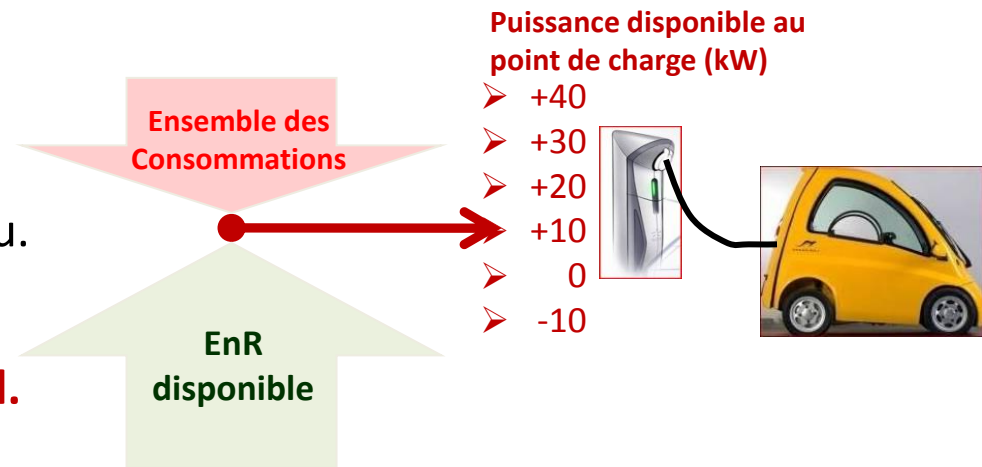 Puissance disponible au
point de charge (kW)
➢ +40
➢ +30
➢ +20
➢ +10
➢ 0
➢ -10
Ensemble des
Consommations
u.
EnR
disponible
l.